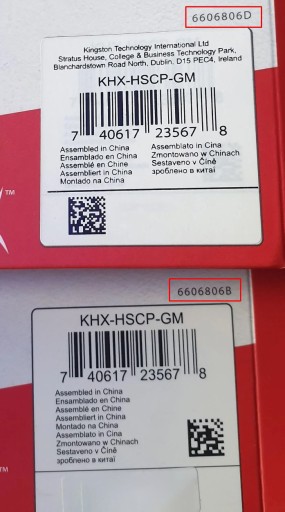 6606806D
Kingston Technology International Ltd
Stratus House, College & Business Technology Park,
Blanchardstown Road North, Dublin, D15 PEC4, Ireland
KHX-HSCP-GM
7 40617 23567 8
Assembled in China
Ensamblado en China
Assemblé en Chine
Assembliert in China
Montado na China
Assemblato in Cina
Zmontowano w Chinach
Sestaveno v Číně
зроблено в китаї
y™
6606806B
KHX-HSCP-GM
7 40617 23567 8
Assembled in China
Ensamblado en China
Assemblé en Chine
Assembliert in China
Montado na China
Assemblato in Cina
Zmontowano w Chinach
Sestaveno v Číně
зроблено в китаї
TM